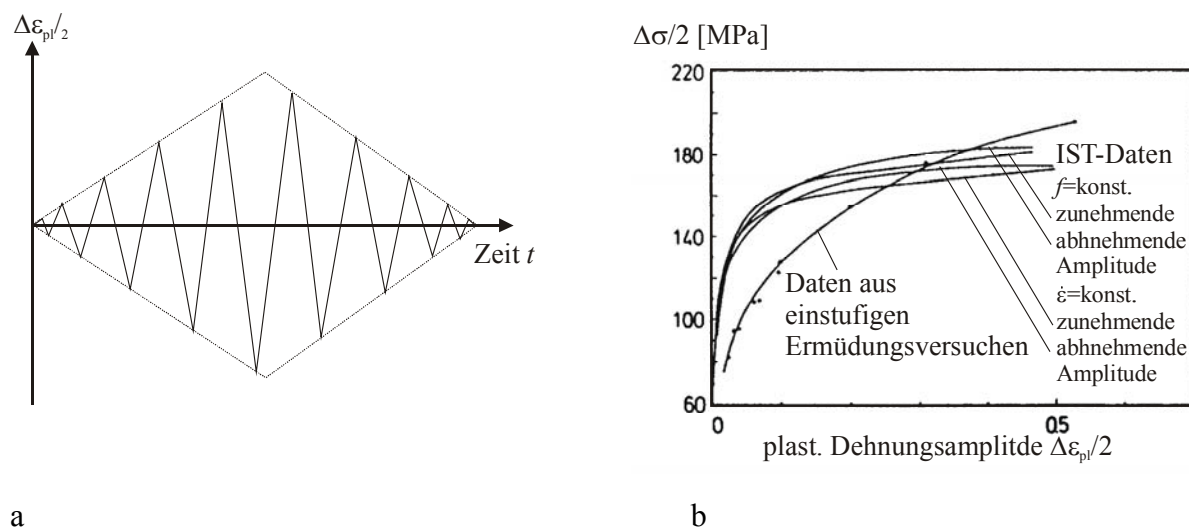 Δε_pl/2
Zeit t
a
Δσ/2 [MPa]
220
180
140
100
60
0
0.5
IST-Daten
f=konst.
zunehmende
abhnehmende
Amplitude
ε̇=konst.
zunehmende
abhnehmende
Amplitude
Daten aus
einstufigen
Ermüdungsversuchen
plast. Dehnungsamplitde Δε_pl/2
b